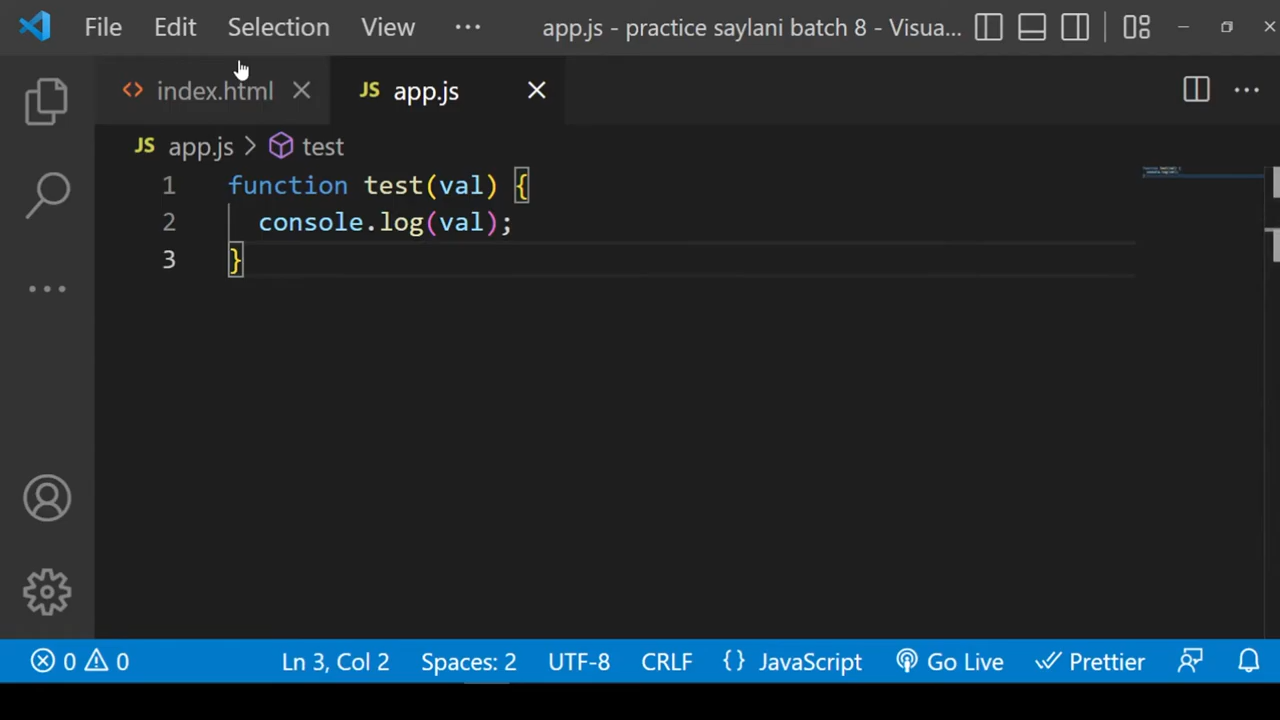 File Edit Selection View ··· app.js - practice saylani batch 8 - Visua...
index.html JS app.js
JS app.js > test
1 function test(val) {
2   console.log(val);
3 }
0 0 Ln 3, Col 2 Spaces: 2 UTF-8 CRLF {} JavaScript Go Live Prettier